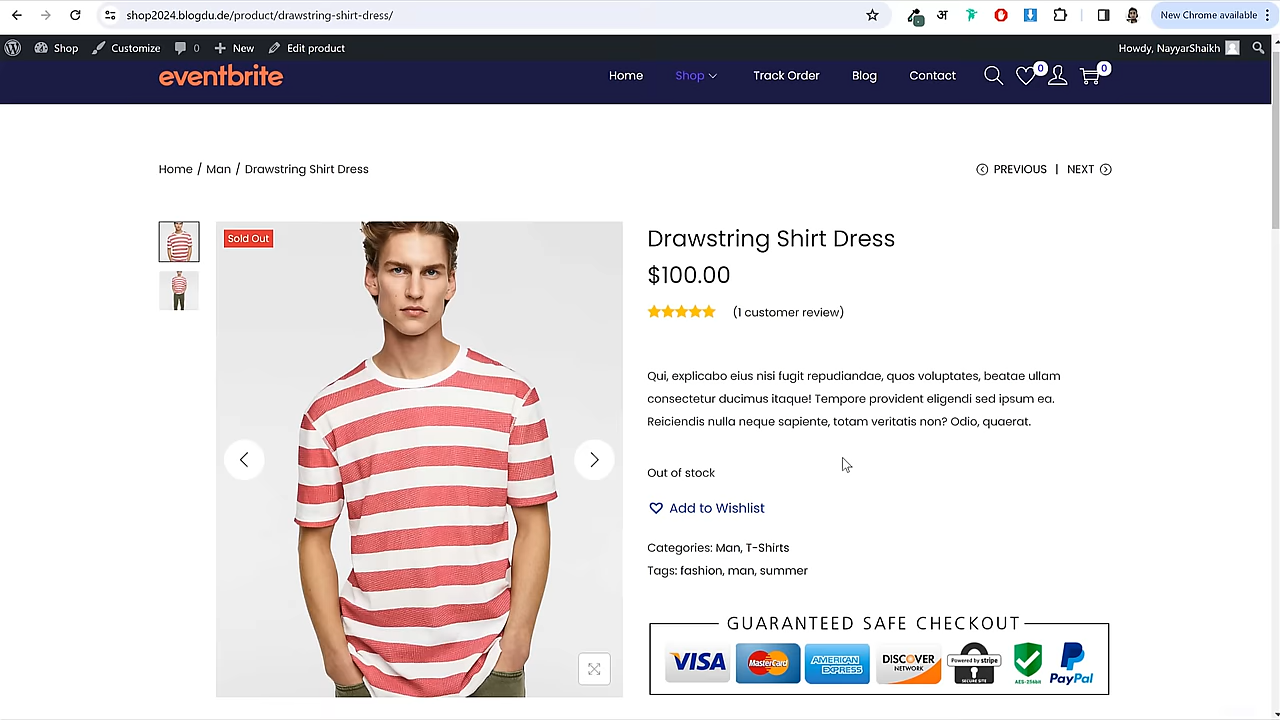 shop2024.blogdu.de/product/drawstring-shirt-dress/
अ
New Chrome available
Shop
Customize
0
New
Edit product
Howdy, NayyarShaikh
eventbrite
Home
Shop
Track Order
Blog
Contact
0
0
Home / Man / Drawstring Shirt Dress
PREVIOUS | NEXT
Sold Out
Drawstring Shirt Dress
$100.00
(1 customer review)
Qui, explicabo eius nisi fugit repudiandae, quos voluptates, beatae ullam
consectetur ducimus itaque! Tempore provident eligendi sed ipsum ea.
Reiciendis nulla neque sapiente, totam veritatis non? Odio, quaerat.
Out of stock
Add to Wishlist
Categories: Man, T-Shirts
Tags: fashion, man, summer
GUARANTEED SAFE CHECKOUT
VISA
MasterCard
AMERICAN EXPRESS
DISCOVER NETWORK
Powered by stripe
SECURE SITE
AES-256bit
PayPal